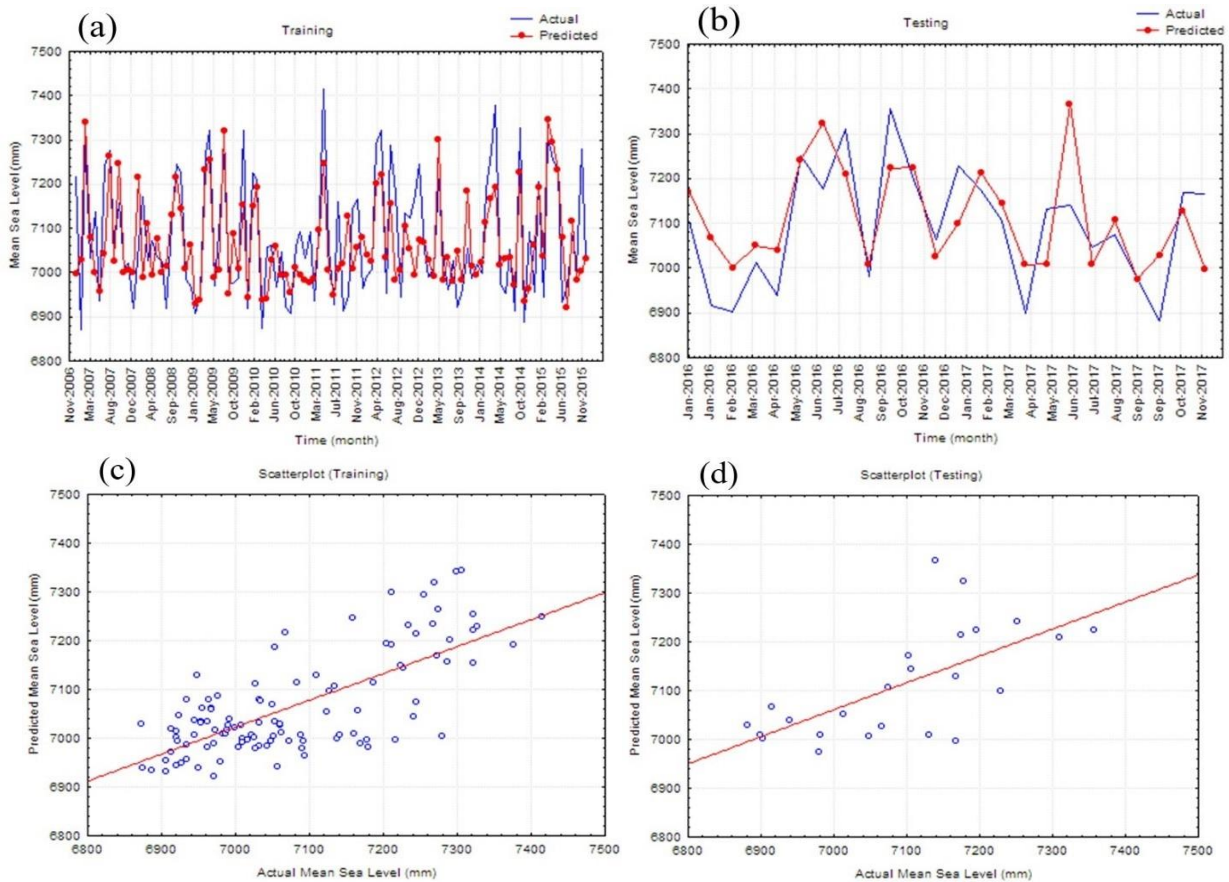 (a)
Training
Actual
Predicted
Mean Sea Level (mm)
7500
7400
7300
7200
7100
7000
6900
6800
Nov-2006
Mar-2007
Aug-2007
Dec-2007
Apr-2008
Sep-2008
Jan-2009
May-2009
Oct-2009
Feb-2010
Jun-2010
Oct-2010
Mar-2011
Jul-2011
Nov-2011
Apr-2012
Aug-2012
Dec-2012
May-2013
Sep-2013
Jan-2014
May-2014
Oct-2014
Feb-2015
Jun-2015
Nov-2015
Time (month)
(b)
Testing
Actual
Predicted
Mean Sea Level (mm)
7500
7400
7300
7200
7100
7000
6900
6800
Jan-2016
Jan-2016
Feb-2016
Mar-2016
Apr-2016
May-2016
Jun-2016
Jul-2016
Aug-2016
Sep-2016
Oct-2016
Nov-2016
Dec-2016
Jan-2017
Feb-2017
Mar-2017
Apr-2017
Jun-2017
Jul-2017
Aug-2017
Sep-2017
Sep-2017
Oct-2017
Nov-2017
Time (month)
(c)
Scatterplot (Training)
Predicted Mean Sea Level (mm)
7500
7400
7300
7200
7100
7000
6900
6800
6800 6900 7000 7100 7200 7300 7400 7500
Actual Mean Sea Level (mm)
(d)
Scatterplot (Testing)
Predicted Mean Sea Level (mm)
7500
7400
7300
7200
7100
7000
6900
6800
6800 6900 7000 7100 7200 7300 7400 7500
Actual Mean Sea Level (mm)